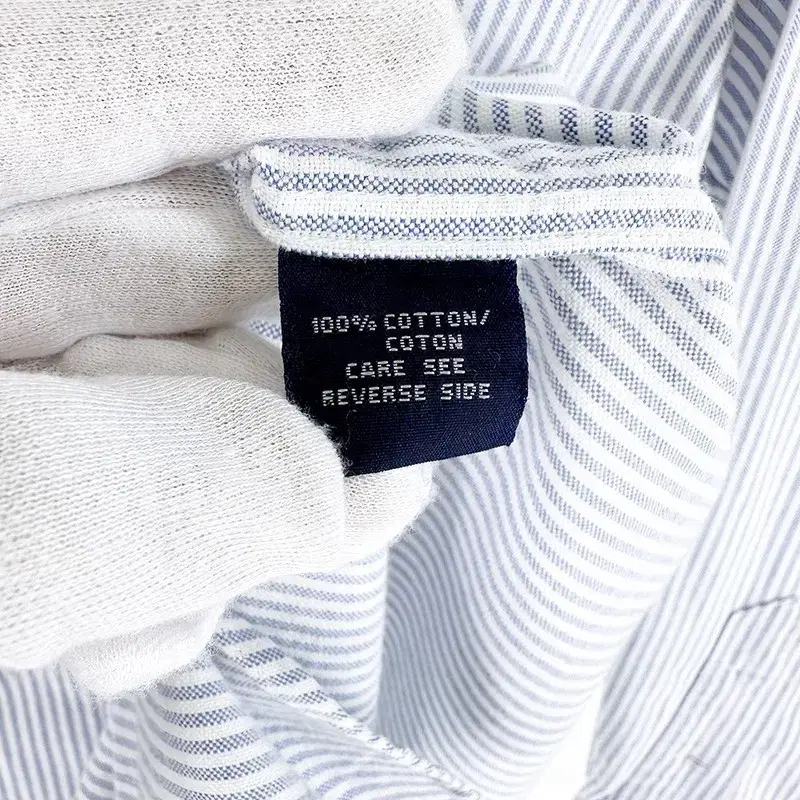 100% COTTON/
COTON
CARE SEE
REVERSE SIDE